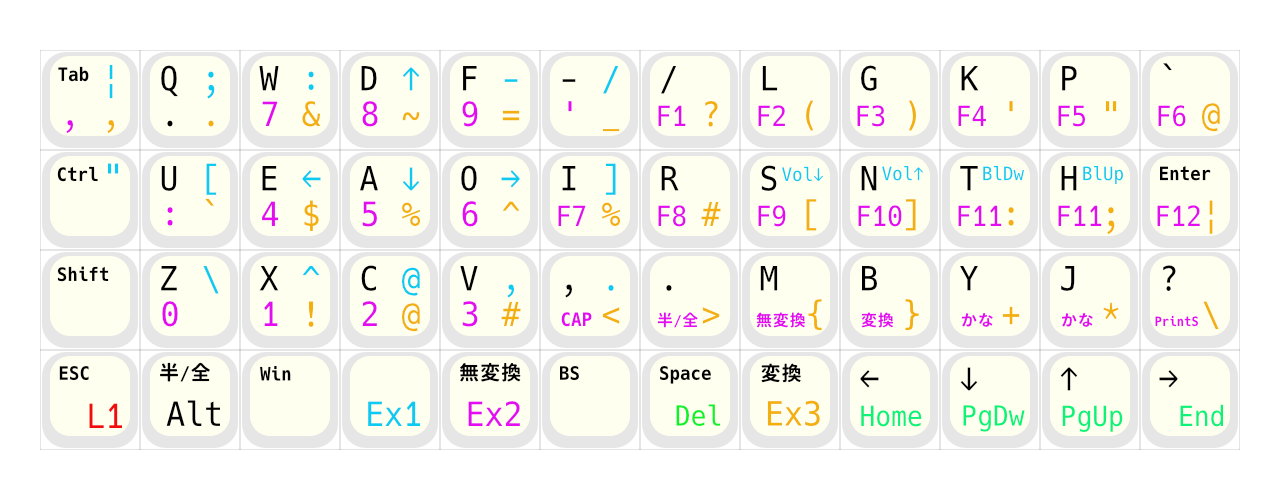 Tab ¦ Q ; W : D ↑ F - - / / L G K P `
, , . . 7 & 8 ~ 9 = ' _ F1 ? F2 ( F3 ) F4 ' F5 " F6 @
Ctrl " U [ E ← A ↓ O → I ] R S Vol↓ N Vol↑ T BlDw H BlUp Enter
: ` 4 $ 5 % 6 ^ F7 % F8 # F9 [ F10 ] F11 : F11 ; F12 ¦
Shift Z \ X ^ C @ V , , . . M B Y J ?
0 1 ! 2 @ 3 # CAP < 半/全 > 無変換 { 変換 } かな + かな * PrintS \
ESC 半/全 Win 無変換 BS Space 変換 ← ↓ ↑ →
L1 Alt Ex1 Ex2 Del Ex3 Home PgDw PgUp End